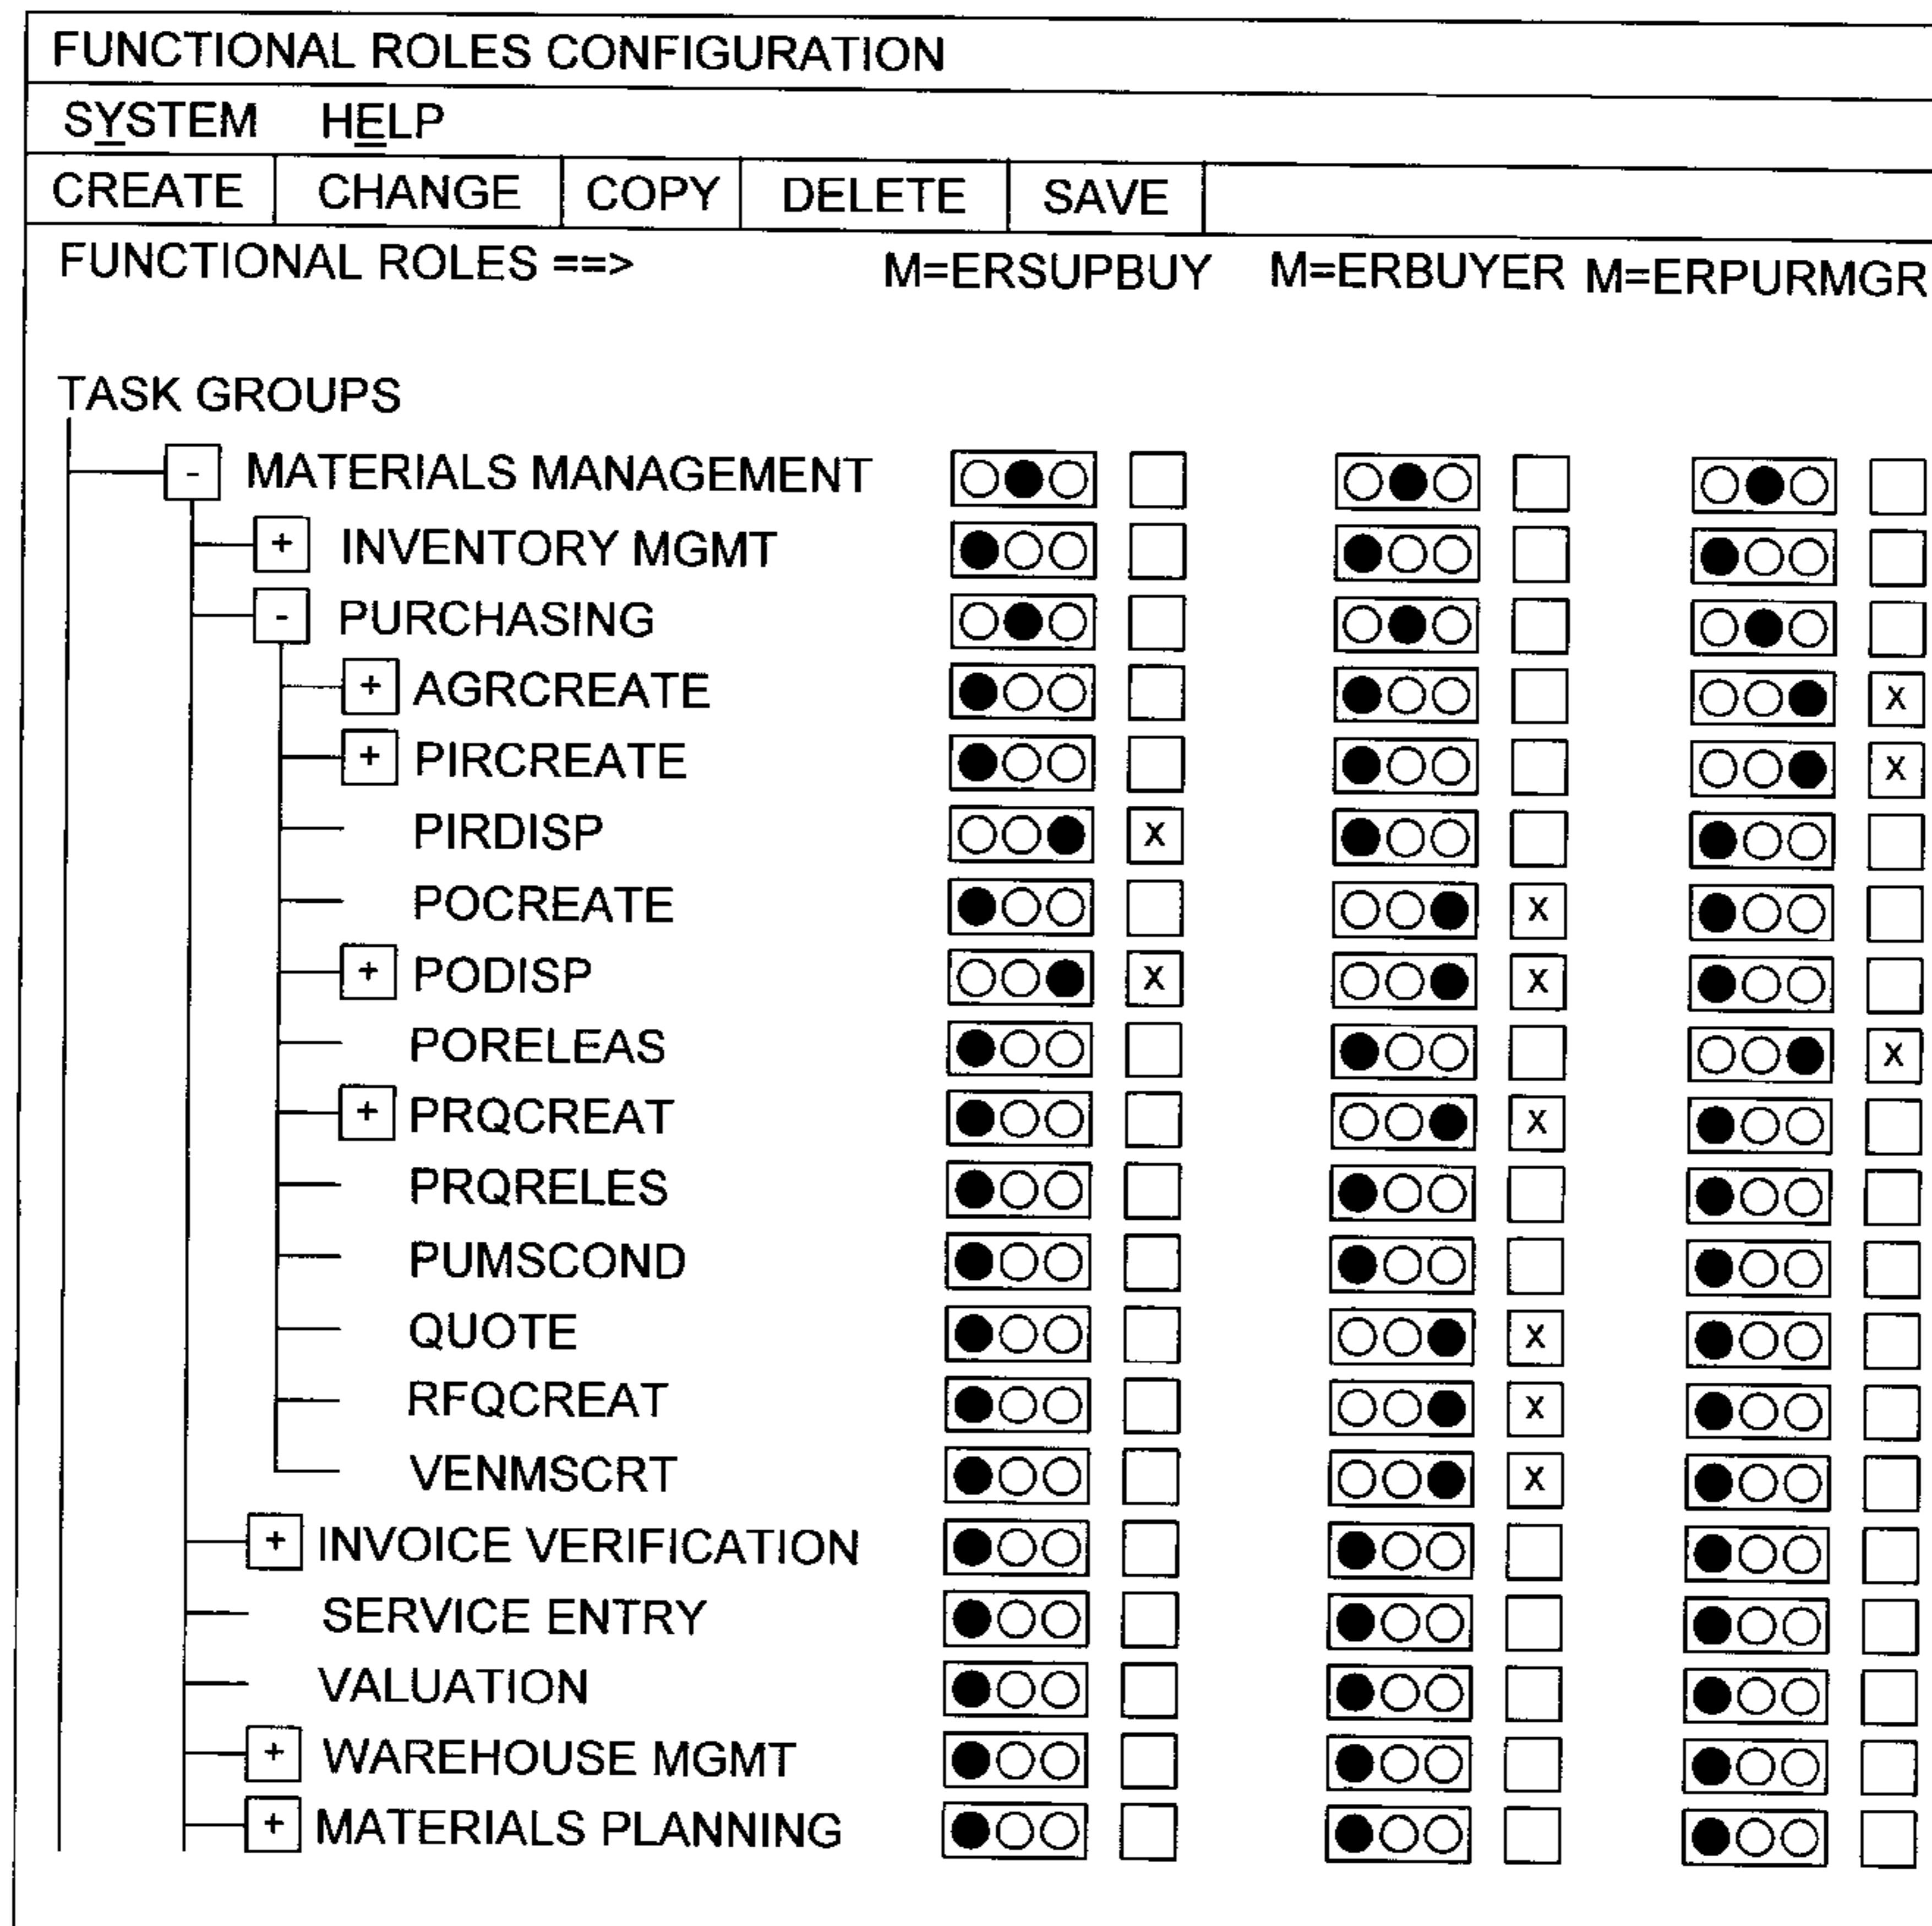 FUNCTIONAL ROLES CONFIGURATION
SYSTEM HELP
CREATE CHANGE COPY DELETE SAVE
FUNCTIONAL ROLES ==> M=ERSUPBUY M=ERBUYER M=ERPURMGR
TASK GROUPS
- MATERIALS MANAGEMENT
+ INVENTORY MGMT
- PURCHASING
+ AGRCREATE X
+ PIRCREATE X
PIRDISP X
POCREATE X
+ PODISP X X
PORELEAS X
+ PRQCREAT X
PRQRELES
PUMSCOND
QUOTE X
RFQCREAT X
VENMSCRT X
+ INVOICE VERIFICATION
SERVICE ENTRY
VALUATION
+ WAREHOUSE MGMT
+ MATERIALS PLANNING